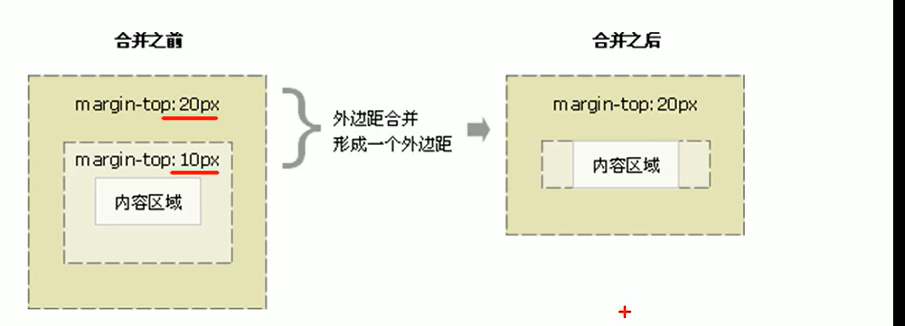 合并之前
合并之后
margin-top: 20px
margin-top: 10px
内容区域
外边距合并
形成一个外边距
margin-top: 20px
内容区域